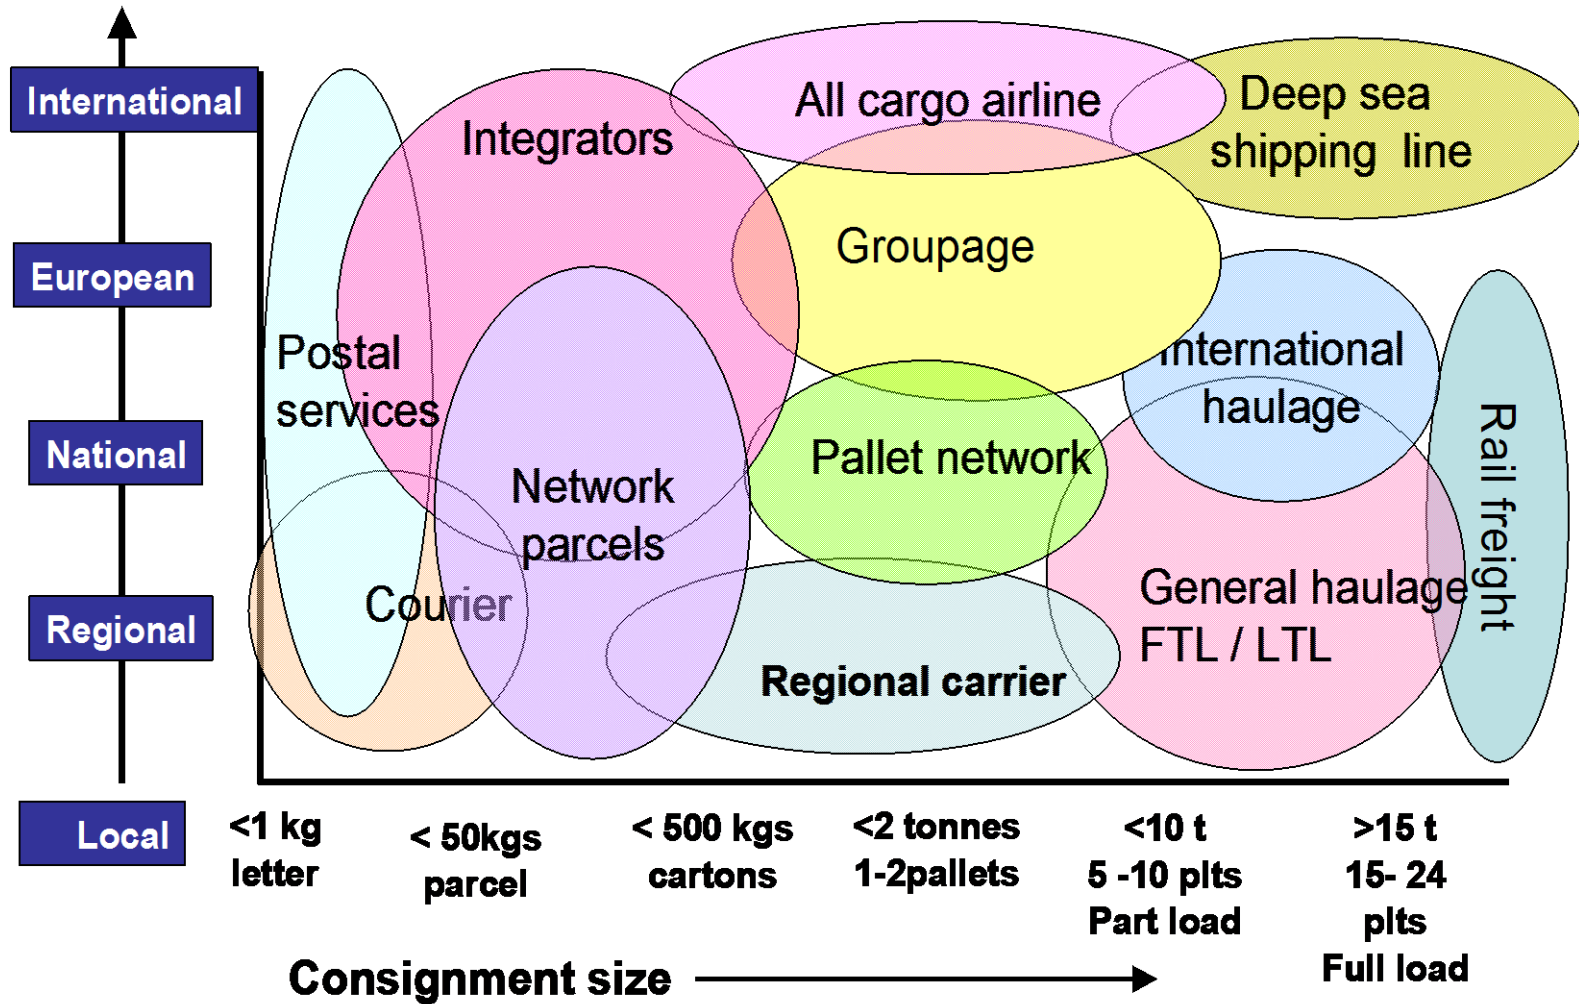 International
European
National
Regional
Local
Postal
services
Integrators
Courier
Network
parcels
All cargo airline
Groupage
Pallet network
Regional carrier
Deep sea
shipping line
International
haulage
General haulage
FTL / LTL
Rail freight
<1 kg
letter
< 50kgs
parcel
< 500 kgs
cartons
<2 tonnes
1-2pallets
<10 t
5 -10 plts
Part load
>15 t
15- 24
plts
Full load
Consignment size